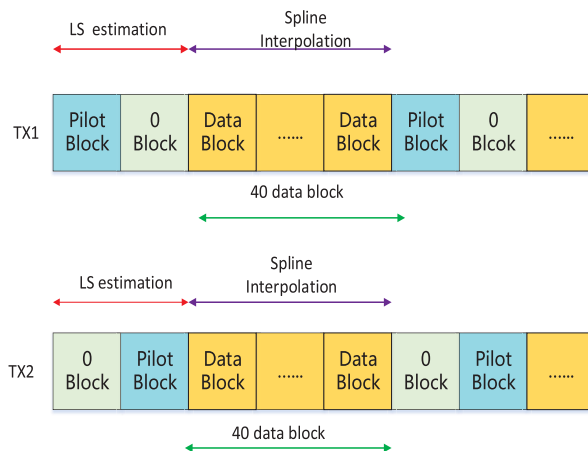 LS estimation
Spline
Interpolation
TX1
Pilot
Block
0
Block
Data
Block
......
Data
Block
Pilot
Block
0
Blcok
......
40 data block
LS estimation
Spline
Interpolation
TX2
0
Block
Pilot
Block
Data
Block
......
Data
Block
0
Block
Pilot
Block
......
40 data block